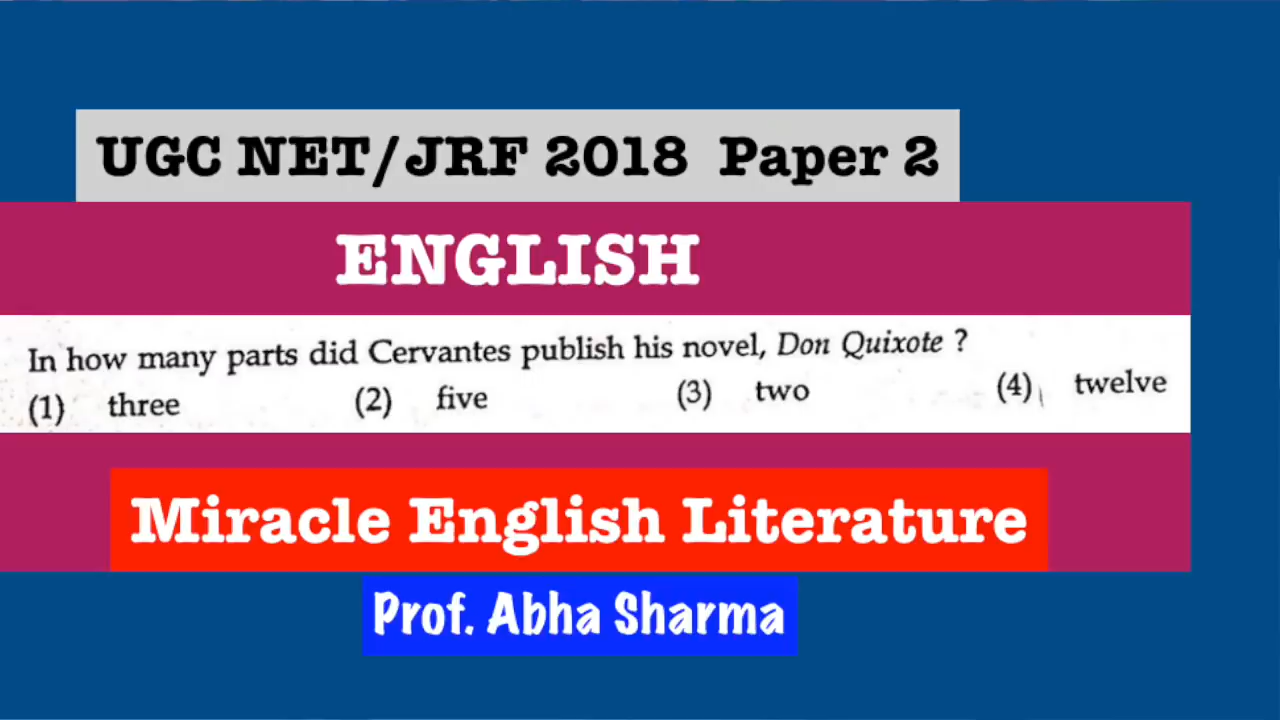 UGC NET/JRF 2018 Paper 2
ENGLISH
In how many parts did Cervantes publish his novel, Don Quixote ?
(1) three (2) five (3) two (4) twelve
Miracle English Literature
Prof. Abha Sharma